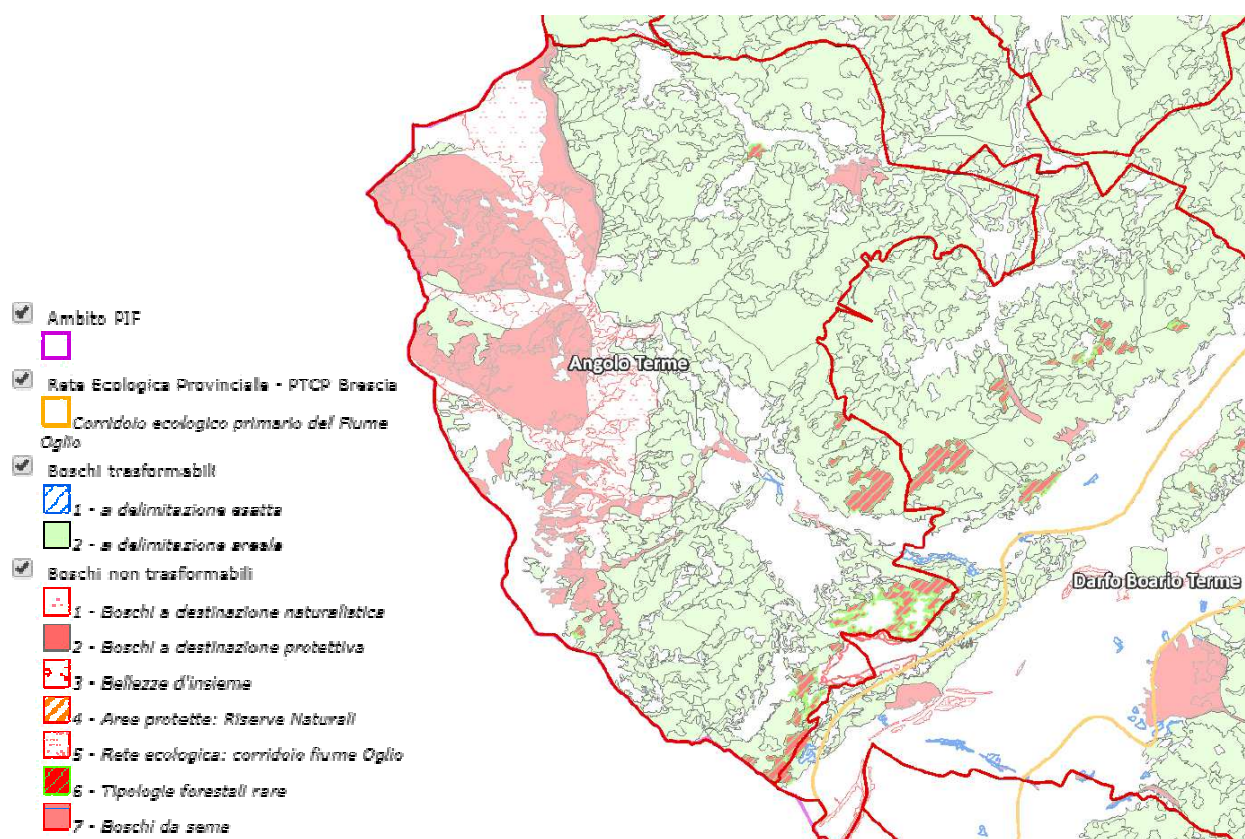 Ambito PIF
Rete Ecologica Provinciale - PTCP Brescia
Corridoio ecologico primario del Fiume
Oglio
Boschi trasformabili
1 - a delimitazione esatta
2 - a delimitazione areale
Boschi non trasformabili
1 - Boschi a destinazione naturalistica
2 - Boschi a destinazione protettiva
3 - Bellezze d'insieme
4 - Aree protette: Riserve Naturali
5 - Rete ecologica: corridoio fiume Oglio
6 - Tipologie forestali rare
7 - Boschi da seme
Angolo Terme
Darfo Boario Terme